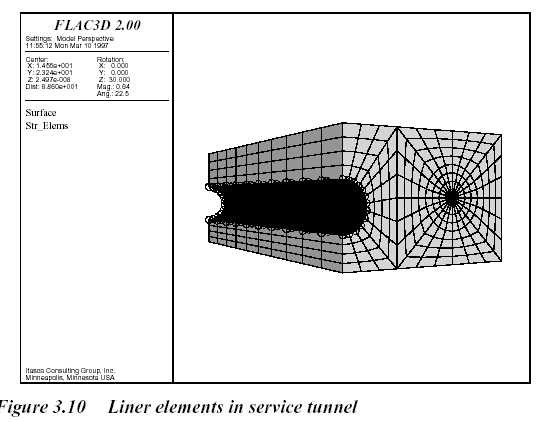 FLAC3D 2.00
Settings: Model Perspective
11:55:12 Mon Mar 10 1997
Center:
X: 1.455e+001
Y: 2.324e+001
Z: 2.497e-008
Dist: 8.860e+001
Rotation:
X: 0.000
Y: 0.000
Z: 30.000
Mag.: 0.64
Ang.: 22.5
Surface
Str_Elems
Itasca Consulting Group, Inc.
Minneapolis, Minnesota USA
Figure 3.10 Liner elements in service tunnel